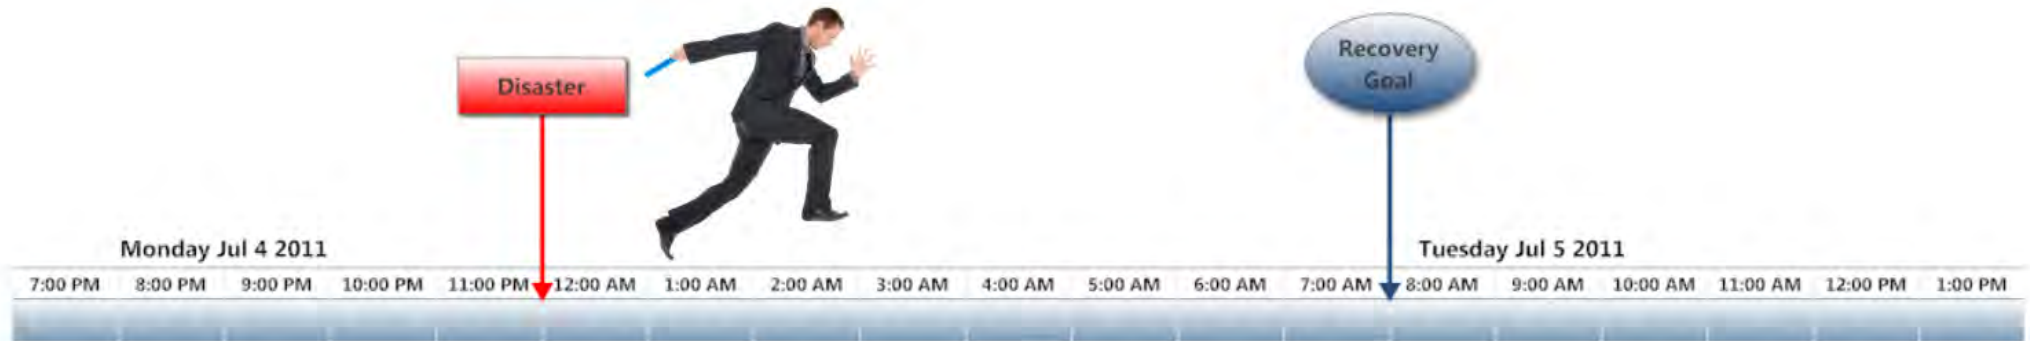 Disaster
Recovery
Goal
Monday Jul 4 2011
Tuesday Jul 5 2011
7:00 PM 8:00 PM 9:00 PM 10:00 PM 11:00 PM 12:00 AM 1:00 AM 2:00 AM 3:00 AM 4:00 AM 5:00 AM 6:00 AM 7:00 AM 8:00 AM 9:00 AM 10:00 AM 11:00 AM 12:00 PM 1:00 PM